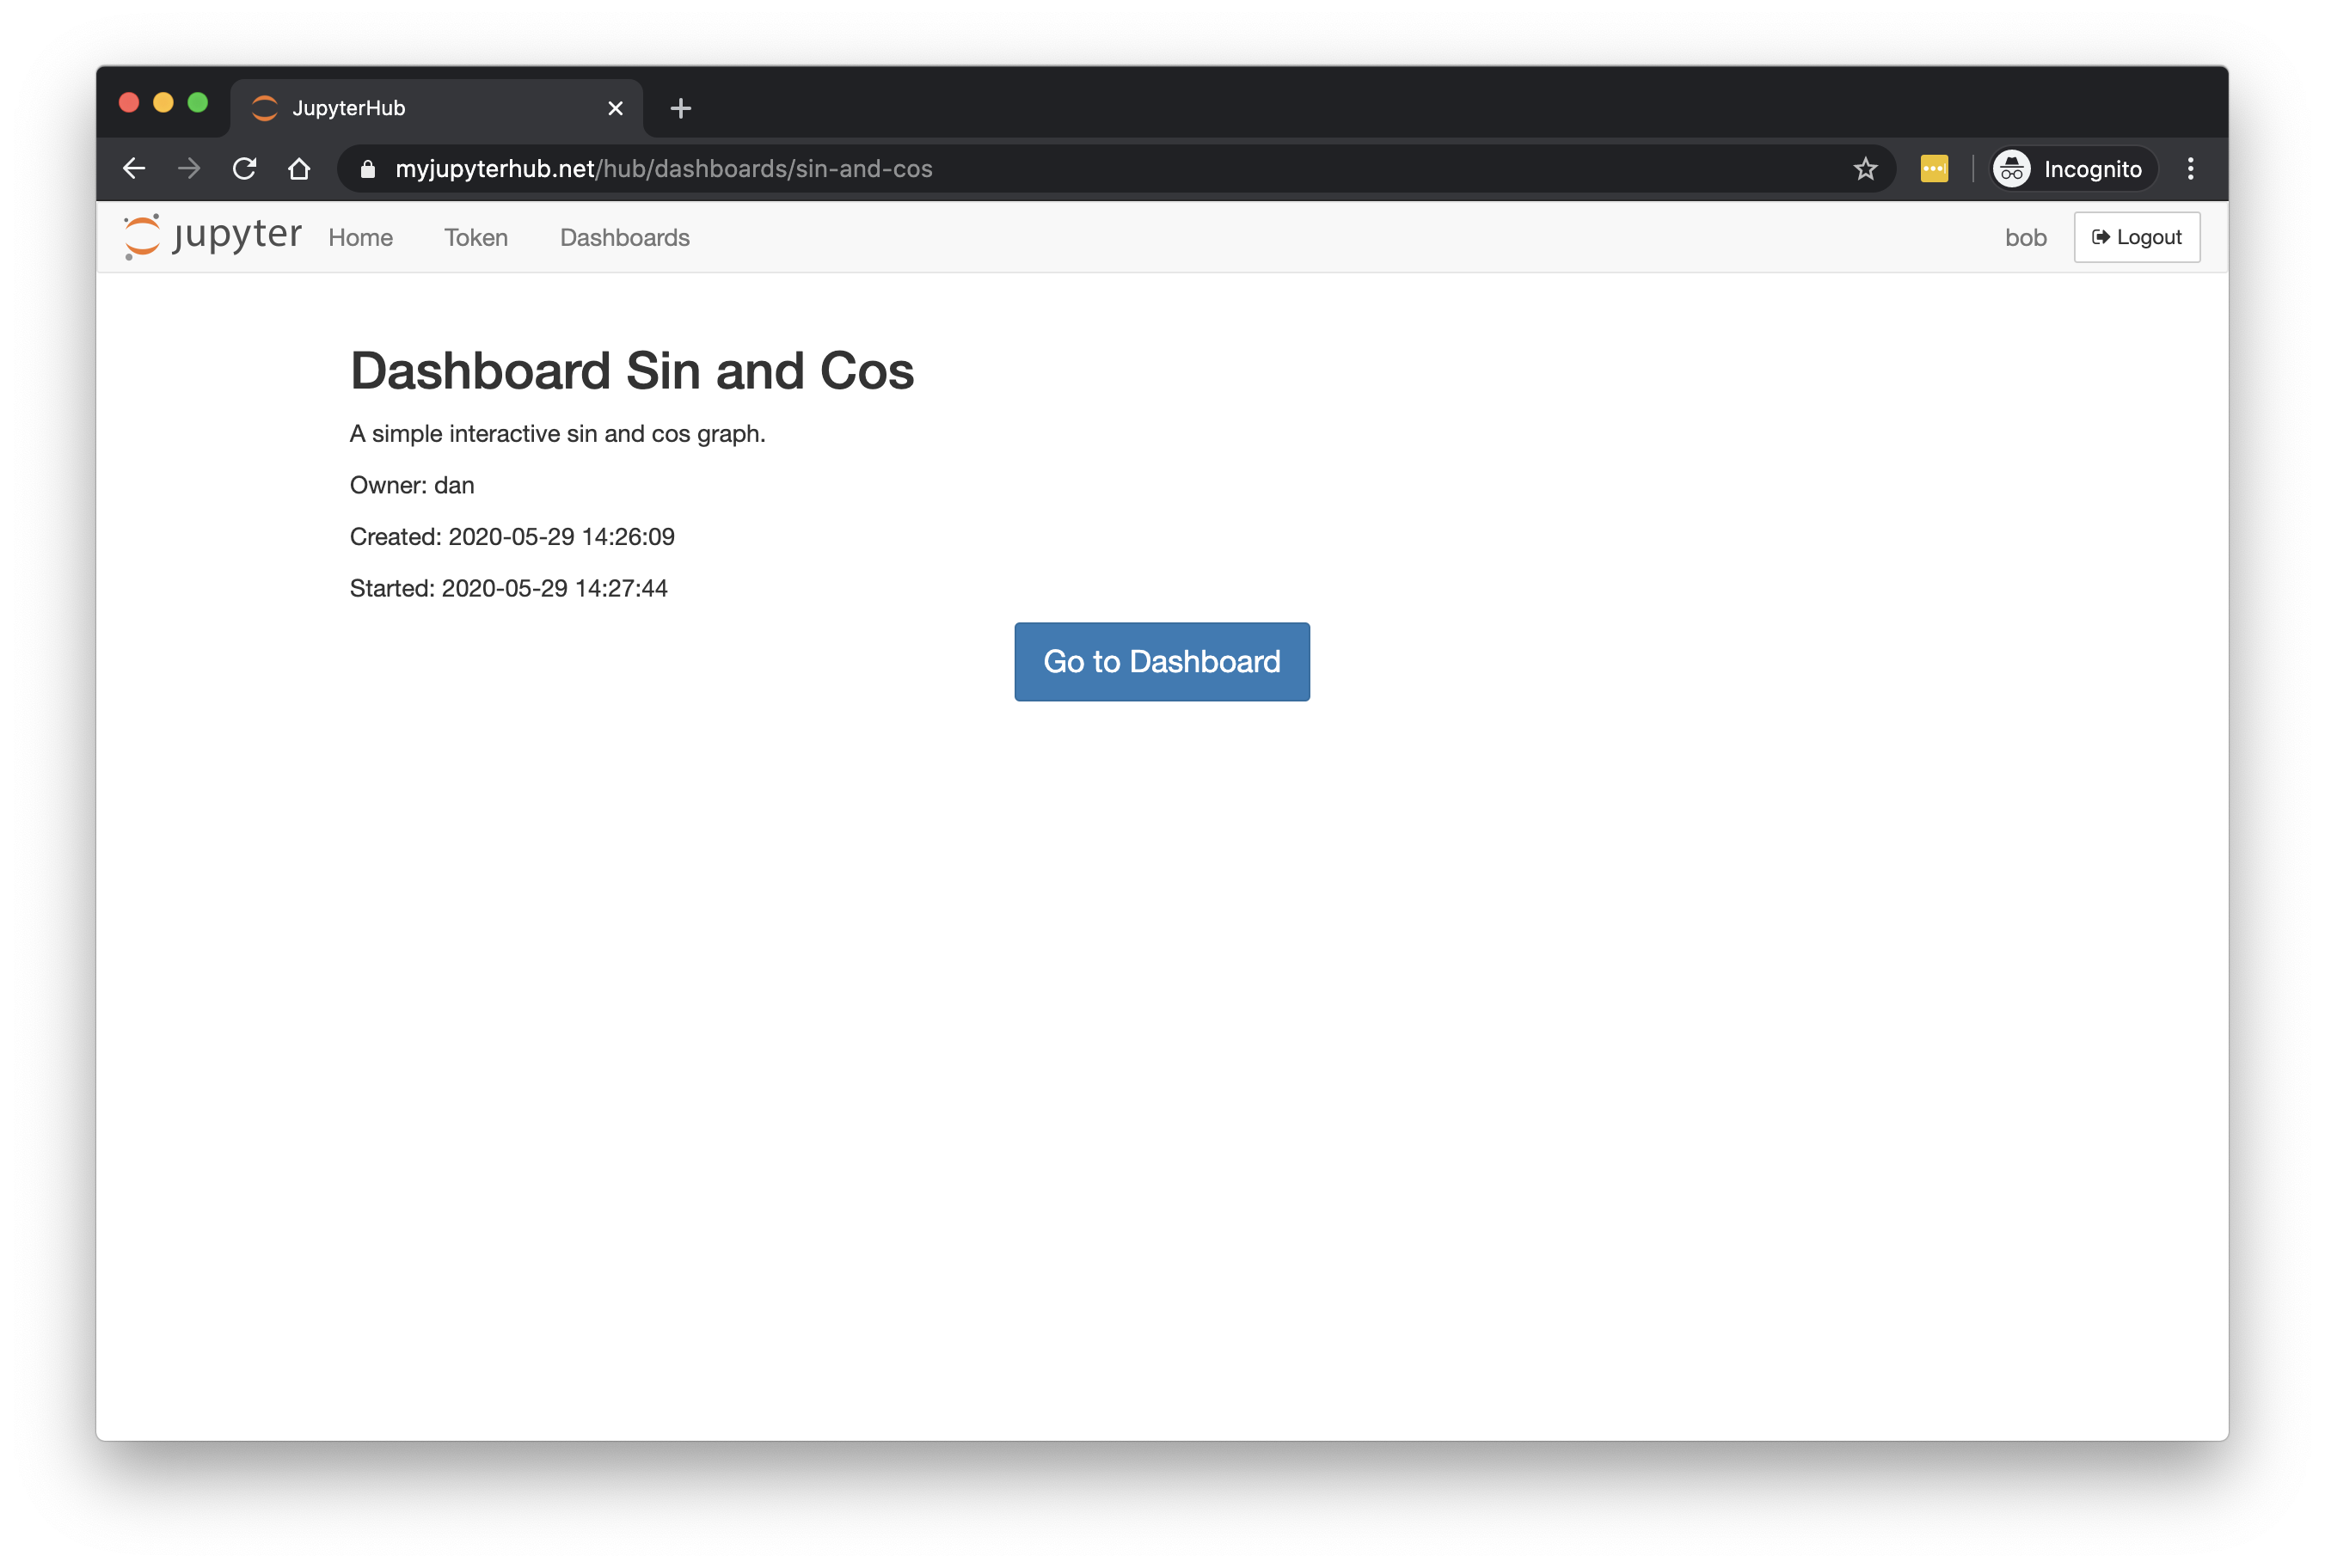 JupyterHub
myjupyterhub.net/hub/dashboards/sin-and-cos
Incognito
jupyter Home Token Dashboards bob Logout
Dashboard Sin and Cos
A simple interactive sin and cos graph.
Owner: dan
Created: 2020-05-29 14:26:09
Started: 2020-05-29 14:27:44
Go to Dashboard